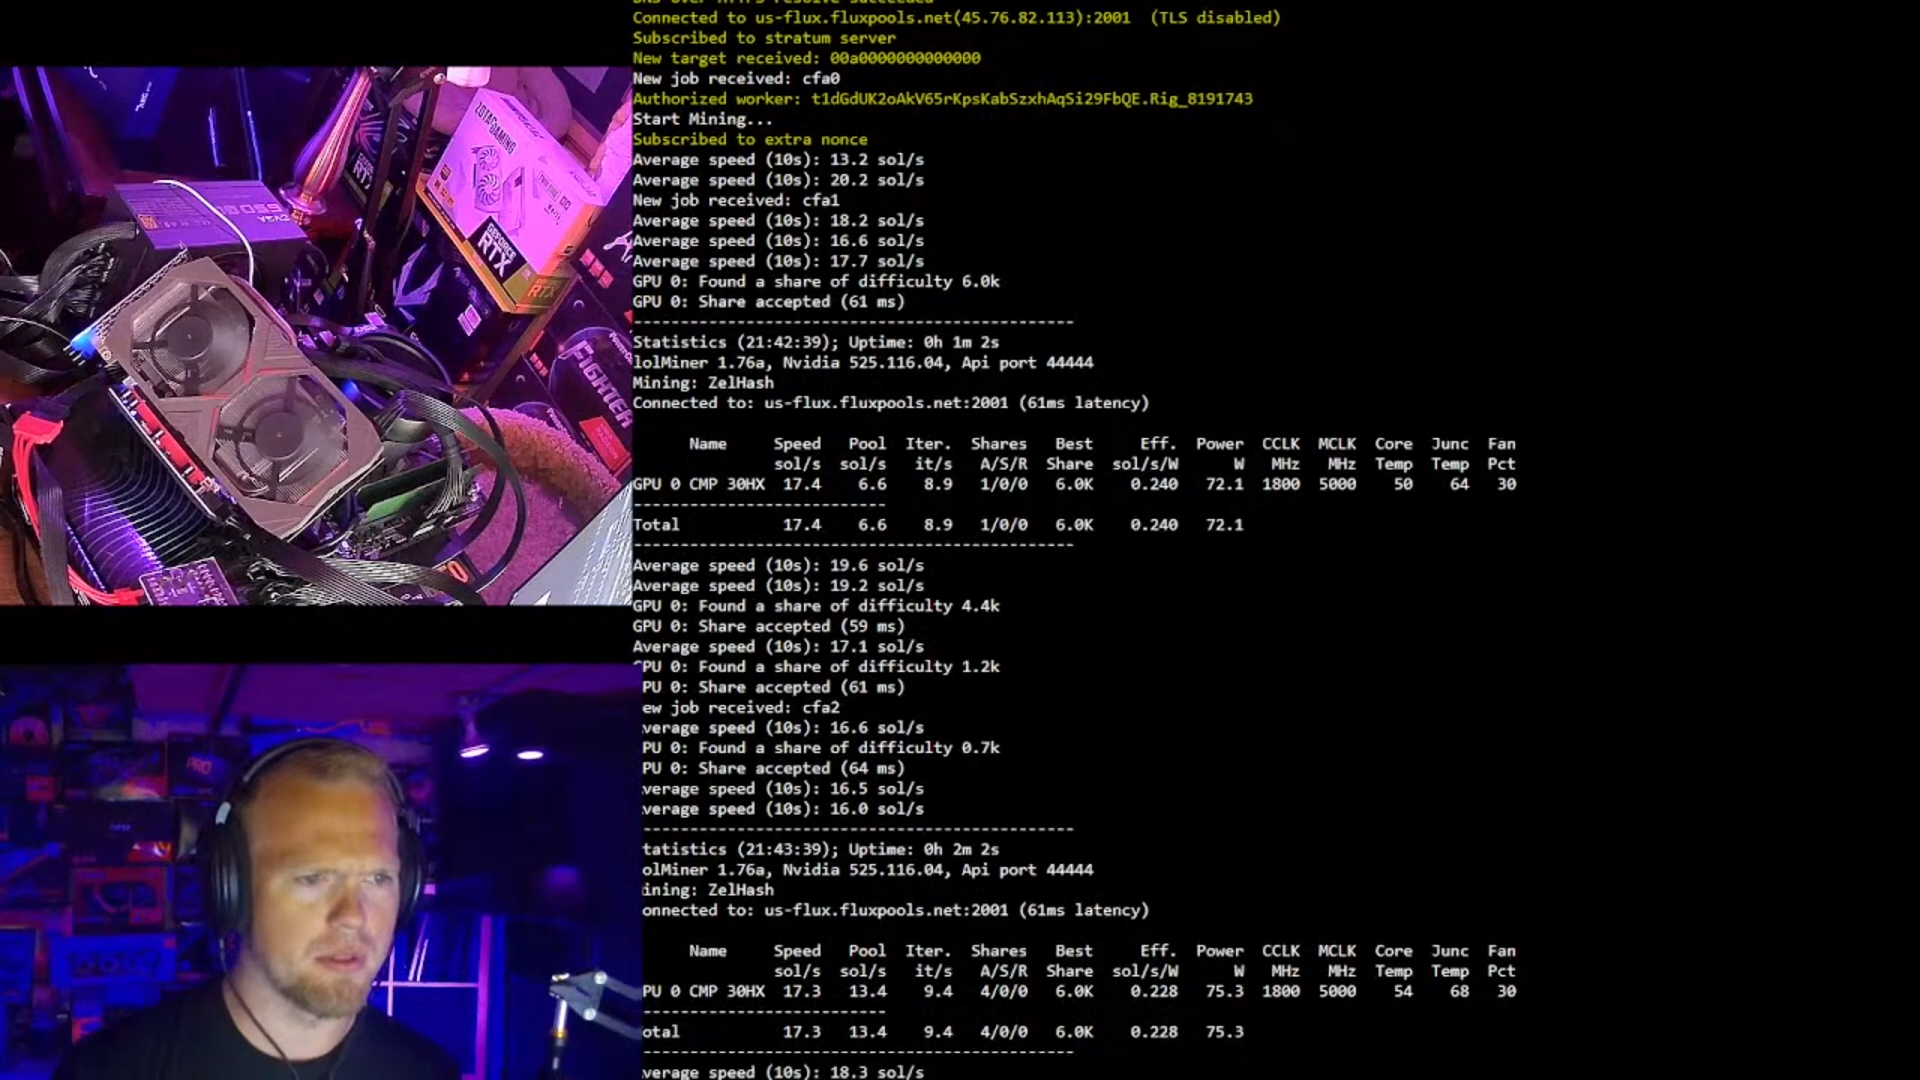 Connected to us-flux.fluxpools.net(45.76.82.113):2001  (TLS disabled)
Subscribed to stratum server
New target received: 00a0000000000000
New job received: cfa0
Authorized worker: t1dGdUK2oAkV65rKpsKabSzxhAqSi29FbQE.Rig_8191743
Start Mining...
Subscribed to extra nonce
Average speed (10s): 13.2 sol/s
Average speed (10s): 20.2 sol/s
New job received: cfa1
Average speed (10s): 18.2 sol/s
Average speed (10s): 16.6 sol/s
Average speed (10s): 17.7 sol/s
GPU 0: Found a share of difficulty 6.0k
GPU 0: Share accepted (61 ms)
Statistics (21:42:39); Uptime: 0h 1m 2s
lolMiner 1.76a, Nvidia 525.116.04, Api port 44444
Mining: ZelHash
Connected to: us-flux.fluxpools.net:2001 (61ms latency)
Name Speed Pool Iter. Shares Best Eff. Power CCLK MCLK Core Junc Fan
sol/s sol/s it/s A/S/R Share sol/s/W W MHz MHz Temp Temp Pct
GPU 0 CMP 30HX 17.4 6.6 8.9 1/0/0 6.0K 0.240 72.1 1800 5000 50 64 30
Total 17.4 6.6 8.9 1/0/0 6.0K 0.240 72.1
Average speed (10s): 19.6 sol/s
Average speed (10s): 19.2 sol/s
GPU 0: Found a share of difficulty 4.4k
GPU 0: Share accepted (59 ms)
Average speed (10s): 17.1 sol/s
PU 0: Found a share of difficulty 1.2k
PU 0: Share accepted (61 ms)
ew job received: cfa2
verage speed (10s): 16.6 sol/s
PU 0: Found a share of difficulty 0.7k
PU 0: Share accepted (64 ms)
verage speed (10s): 16.5 sol/s
verage speed (10s): 16.0 sol/s
tatistics (21:43:39); Uptime: 0h 2m 2s
olMiner 1.76a, Nvidia 525.116.04, Api port 44444
ining: ZelHash
onnected to: us-flux.fluxpools.net:2001 (61ms latency)
Name Speed Pool Iter. Shares Best Eff. Power CCLK MCLK Core Junc Fan
sol/s sol/s it/s A/S/R Share sol/s/W W MHz MHz Temp Temp Pct
PU 0 CMP 30HX 17.3 13.4 9.4 4/0/0 6.0K 0.228 75.3 1800 5000 54 68 30
otal 17.3 13.4 9.4 4/0/0 6.0K 0.228 75.3
verage speed (10s): 18.3 sol/s
ZOTAC GAMING
GEFORCE
RTX
RTX
EVGA
FIGHTER
PRO